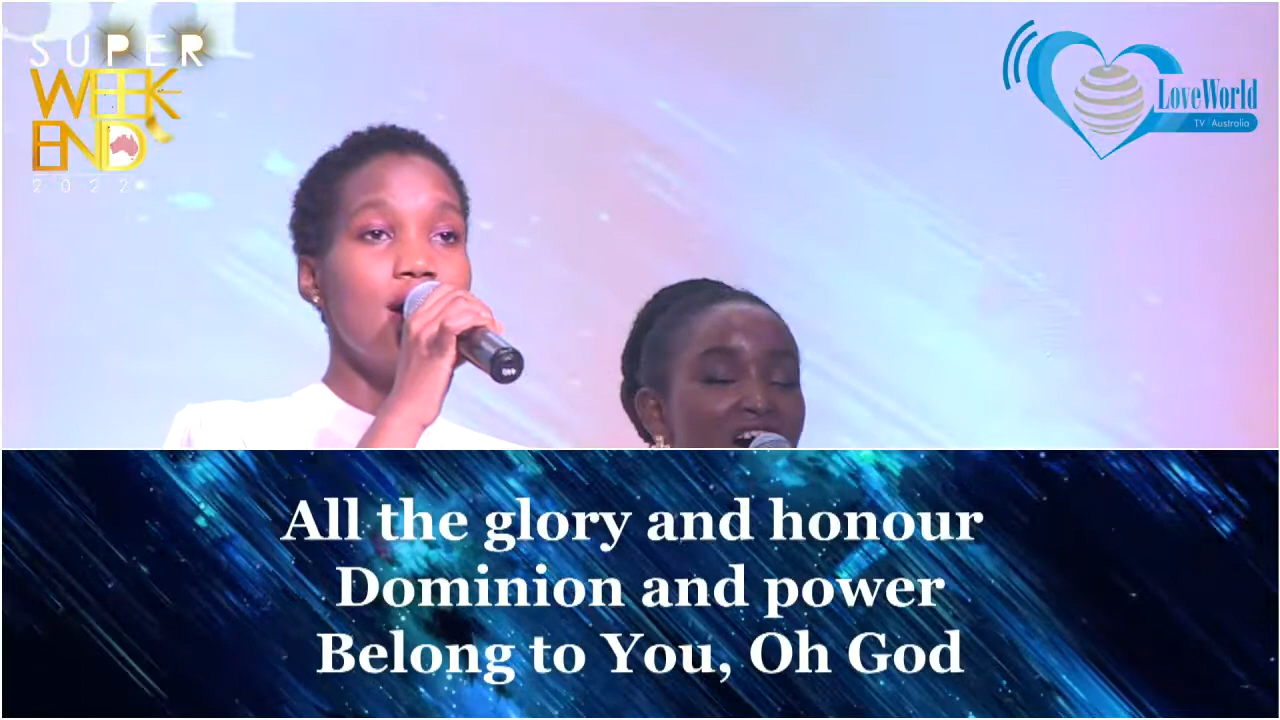 SUPER
WEEK
END
2022
LoveWorld
TV Australia
All the glory and honour
Dominion and power
Belong to You, Oh God